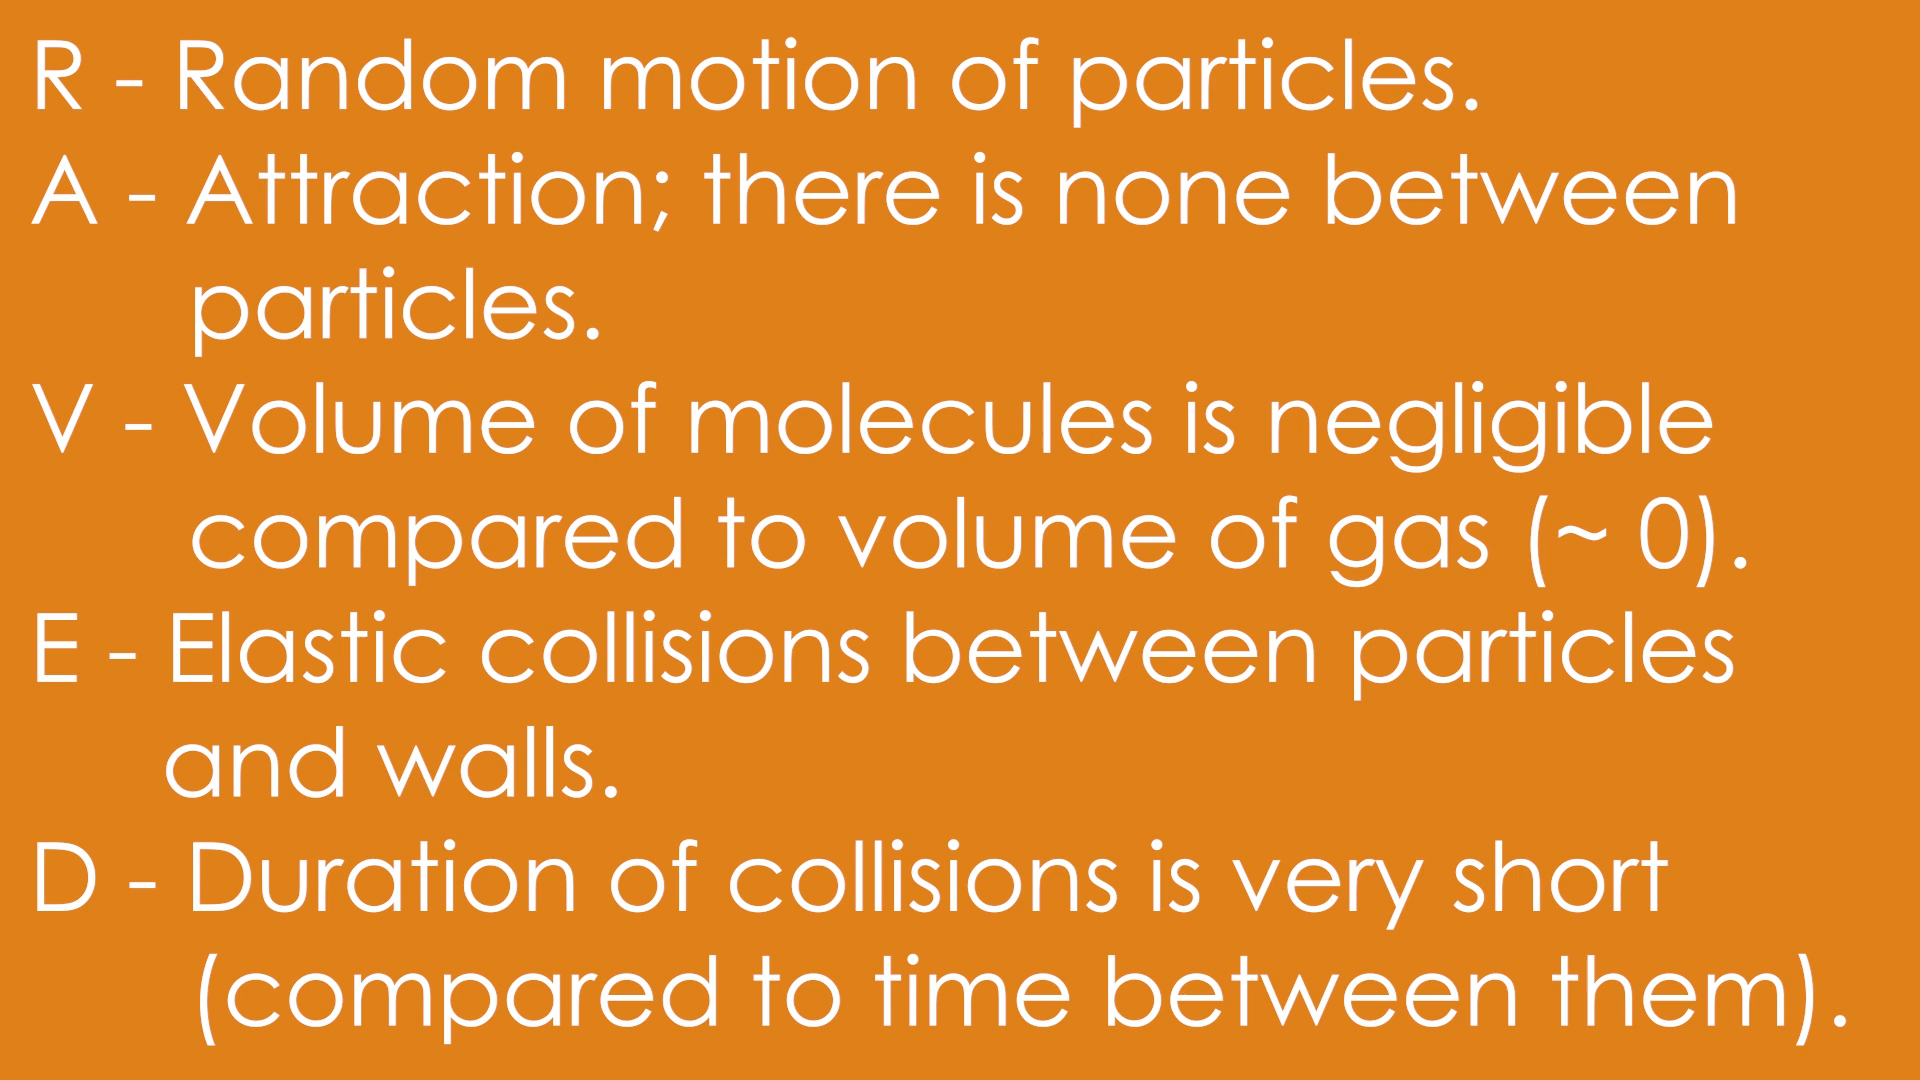 R - Random motion of particles.
A - Attraction; there is none between
particles.
V - Volume of molecules is negligible
compared to volume of gas (~ 0).
E - Elastic collisions between particles
and walls.
D - Duration of collisions is very short
(compared to time between them).